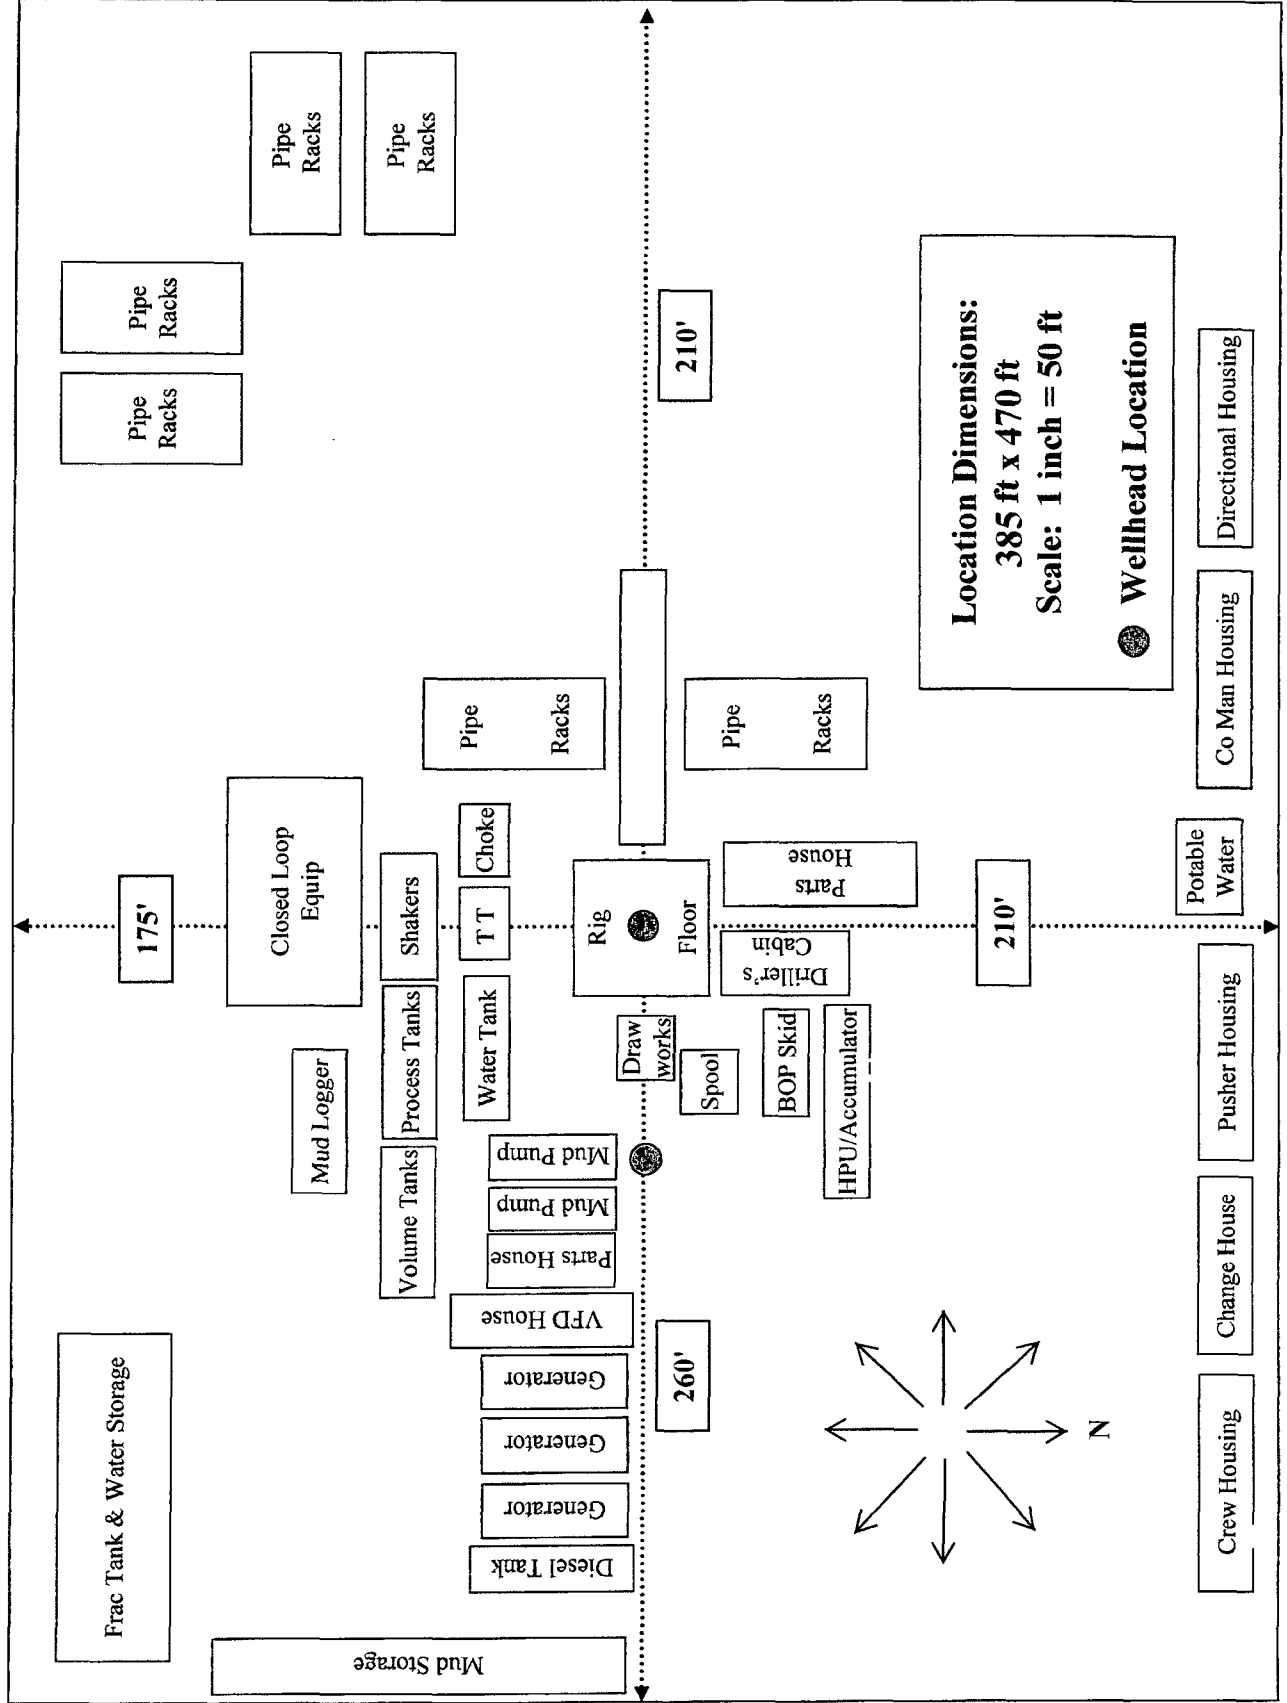 Frac Tank & Water Storage
Pipe
Racks
Pipe
Racks
Pipe
Racks
Pipe
Racks
175'
Closed Loop
Equip
Mud Logger
Volume Tanks
Process Tanks
Shakers
Water Tank
T T
Choke
Pipe
Racks
Mud Storage
Diesel Tank
Generator
Generator
Generator
VFD House
Parts House
Mud Pump
Mud Pump
Draw
works
Rig
Floor
260'
210'
Spool
BOP Skid
HPU/Accumulator
Driller's
Cabin
Parts
House
Pipe
Racks
210'
N
Location Dimensions:
385 ft x 470 ft
Scale: 1 inch = 50 ft
Wellhead Location
Crew Housing
Change House
Pusher Housing
Potable
Water
Co Man Housing
Directional Housing